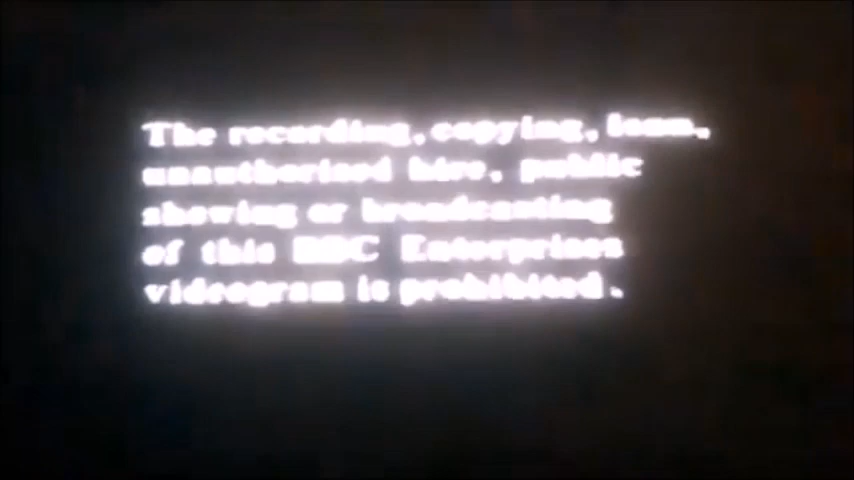 The recording, copying, loan,
unauthorised hire, public
showing or broadcasting
of this BBC Enterprises
videogram is prohibited.